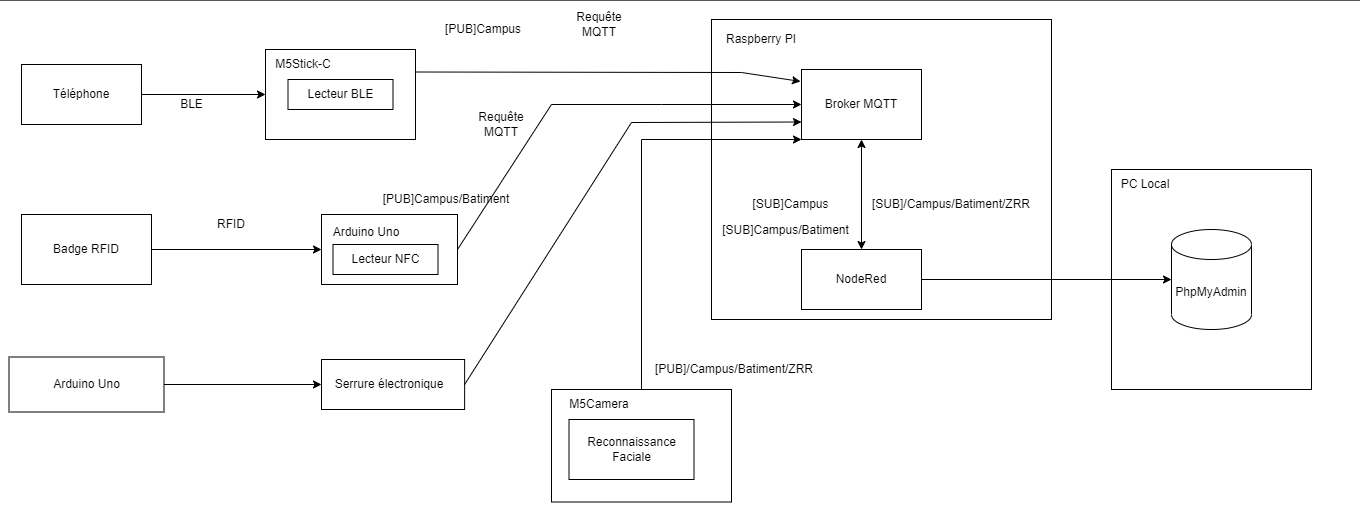 [PUB]Campus
Requête
MQTT
Raspberry PI
M5Stick-C
Lecteur BLE
Téléphone
BLE
Broker MQTT
Requête
MQTT
PC Local
[PUB]Campus/Batiment
[SUB]Campus
[SUB]/Campus/Batiment/ZRR
[SUB]Campus/Batiment
RFID
Arduino Uno
Badge RFID
Lecteur NFC
NodeRed
PhpMyAdmin
[PUB]/Campus/Batiment/ZRR
Arduino Uno
Serrure électronique
M5Camera
Reconnaissance
Faciale